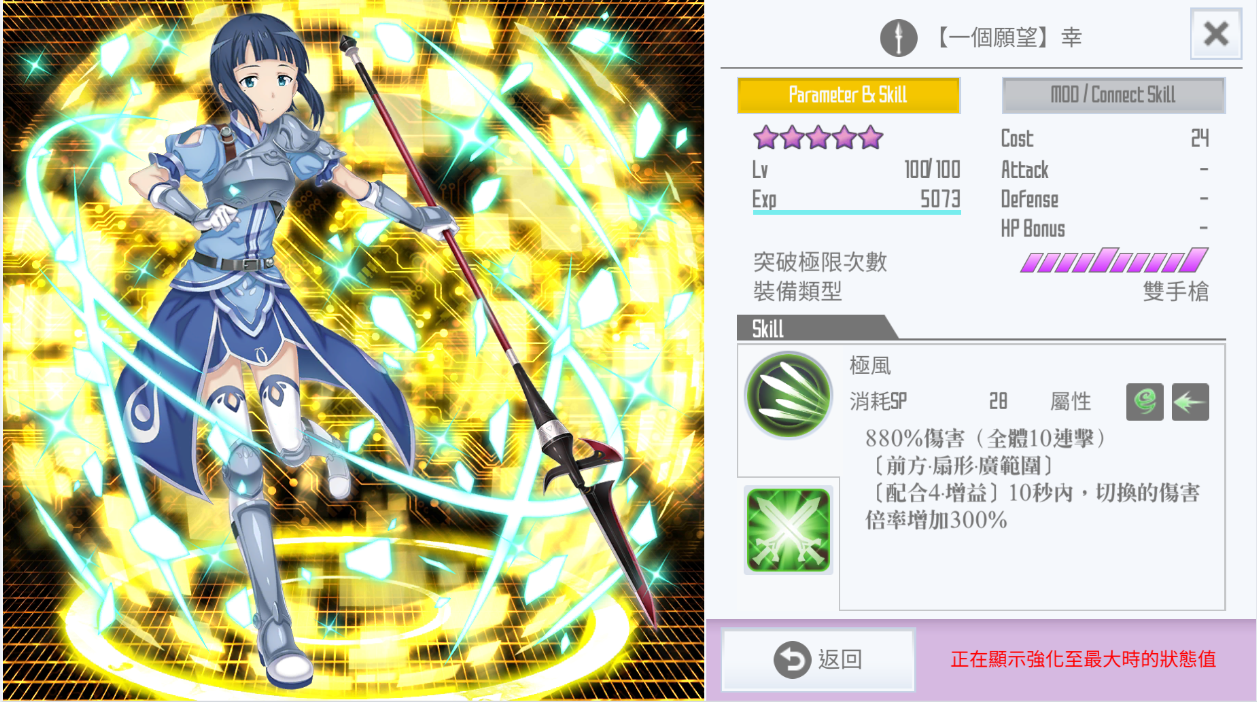 【一個願望】幸
Parameter & Skill
MOD / Connect Skill
Lv 100/100
Exp 5073
Cost 24
Attack -
Defense -
HP Bonus -
突破極限次數
裝備類型 雙手槍
Skill
極風
消耗SP 28 屬性
880%傷害（全體10連擊）
〔前方·扇形·廣範圍〕
〔配合4·增益〕10秒內，切換的傷害
倍率增加300%
返回
正在顯示強化至最大時的狀態值